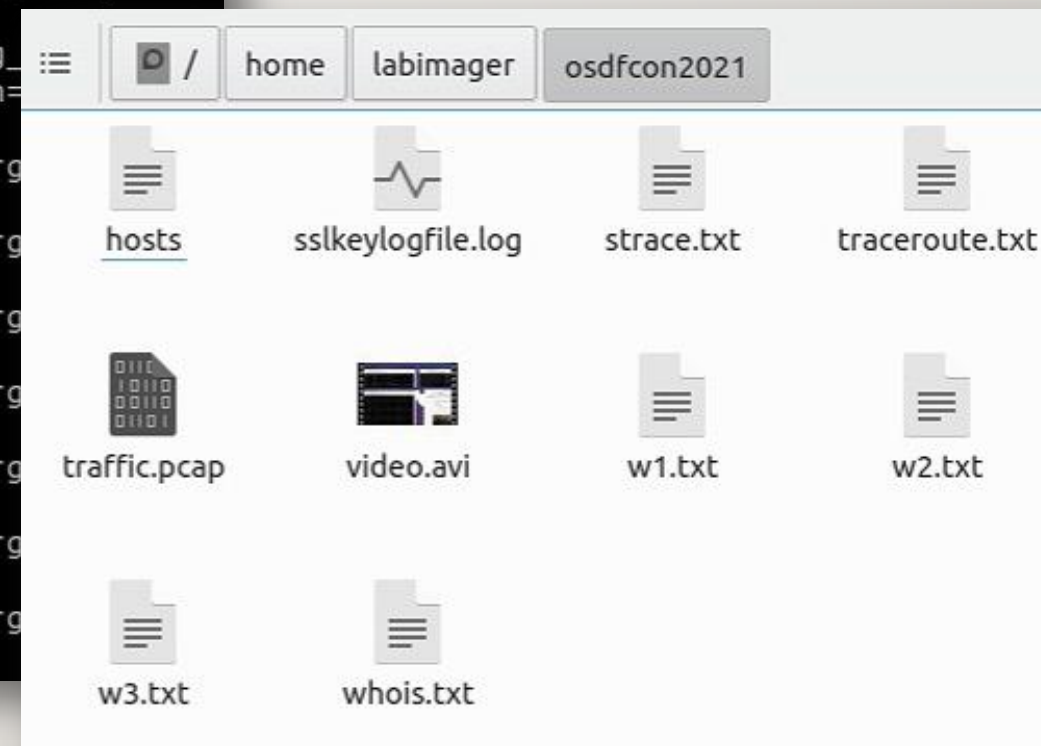 / home labimager osdfcon2021
hosts sslkeylogfile.log strace.txt traceroute.txt
traffic.pcap video.avi w1.txt w2.txt
w3.txt whois.txt